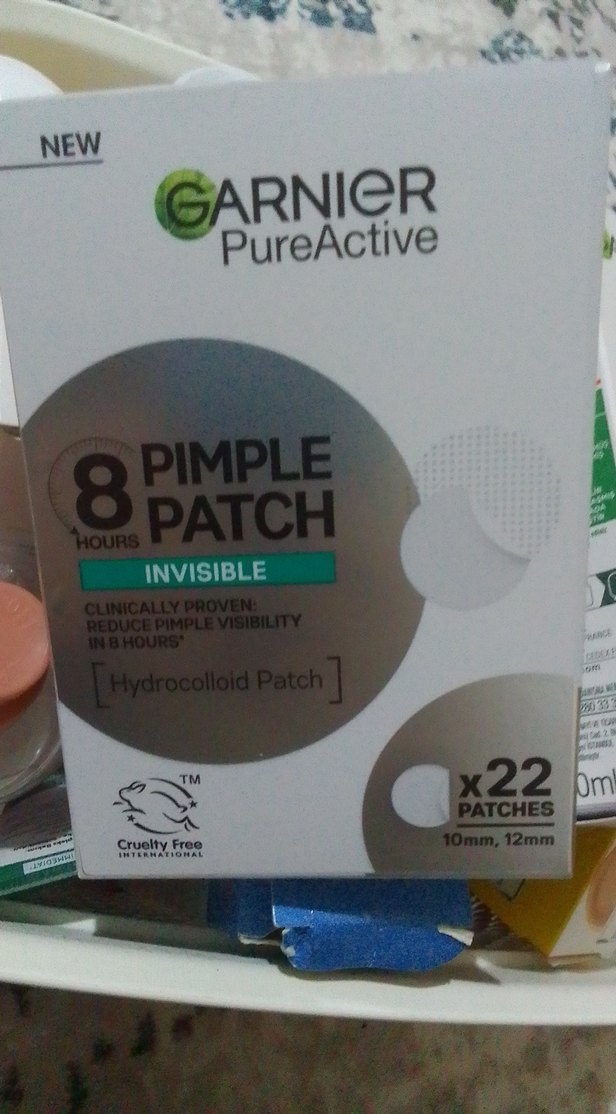 NEW
GARNIER
PureActive
8
HOURS
PIMPLE
PATCH
INVISIBLE
CLINICALLY PROVEN:
REDUCE PIMPLE VISIBILITY
IN 8 HOURS*
[Hydrocolloid Patch]
x22
PATCHES
10mm, 12mm
TM
Cruelty Free
INTERNATIONAL